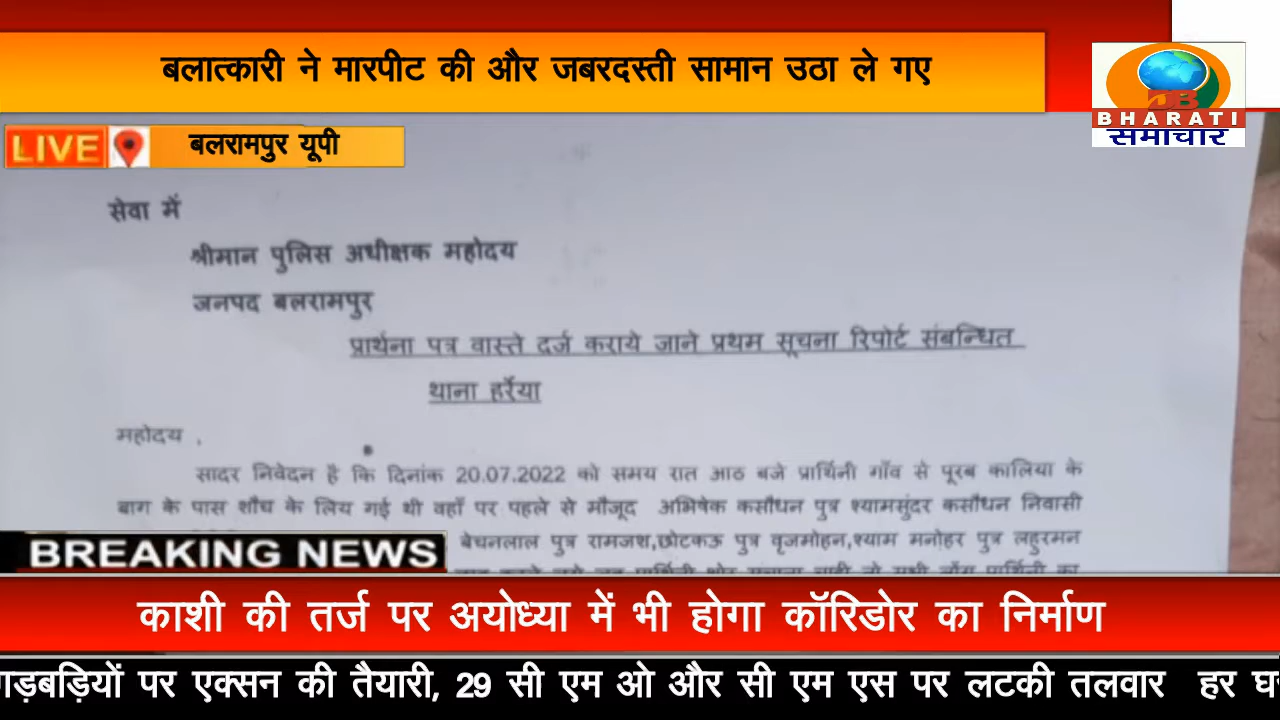 बलात्कारी ने मारपीट की और जबरदस्ती सामान उठा ले गए
BHARATI
समाचार
LIVE
बलरामपुर यूपी
सेवा में
श्रीमान पुलिस अधीक्षक महोदय
जनपद बलरामपुर
प्रार्थना पत्र वास्ते दर्ज कराये जाने प्रथम सूचना रिपोर्ट संबन्धित
थाना हर्रैया
महोदय ,
सादर निवेदन है कि दिनांक 20.07.2022 को समय रात आठ बजे प्रार्थिनी गाँव से पूरब कालिया के
बाग के पास शौच के लिय गई थी वहाँ पर पहले से मौजूद अभिषेक कसौधन पुत्र श्यामसुंदर कसौधन निवासी
बेचनलाल पुत्र रामजश,छोटकऊ पुत्र वृजमोहन,श्याम मनोहर पुत्र लहुरमन
BREAKING NEWS
काशी की तर्ज पर अयोध्या में भी होगा कॉरिडोर का निर्माण
गड़बड़ियों पर एक्सन की तैयारी, 29 सी एम ओ और सी एम एस पर लटकी तलवार हर